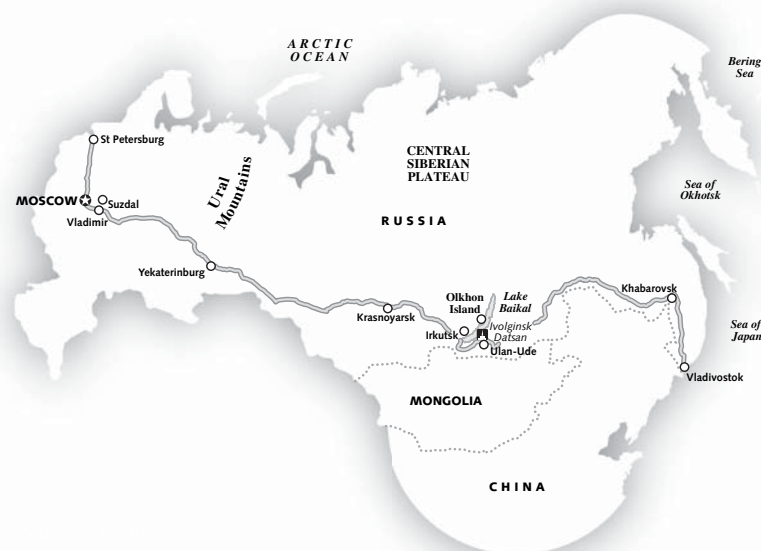 ARCTIC
OCEAN
Bering
Sea
St Petersburg
CENTRAL
SIBERIAN
PLATEAU
Ural
Mountains
Sea of
Okhotsk
MOSCOW
Suzdal
Vladimir
RUSSIA
Yekaterinburg
Khabarovsk
Olkhon
Island
Lake
Baikal
Krasnoyarsk
Irkutsk
Ivolginsk
Datsan
Ulan-Ude
Sea of
Japan
Vladivostok
MONGOLIA
CHINA